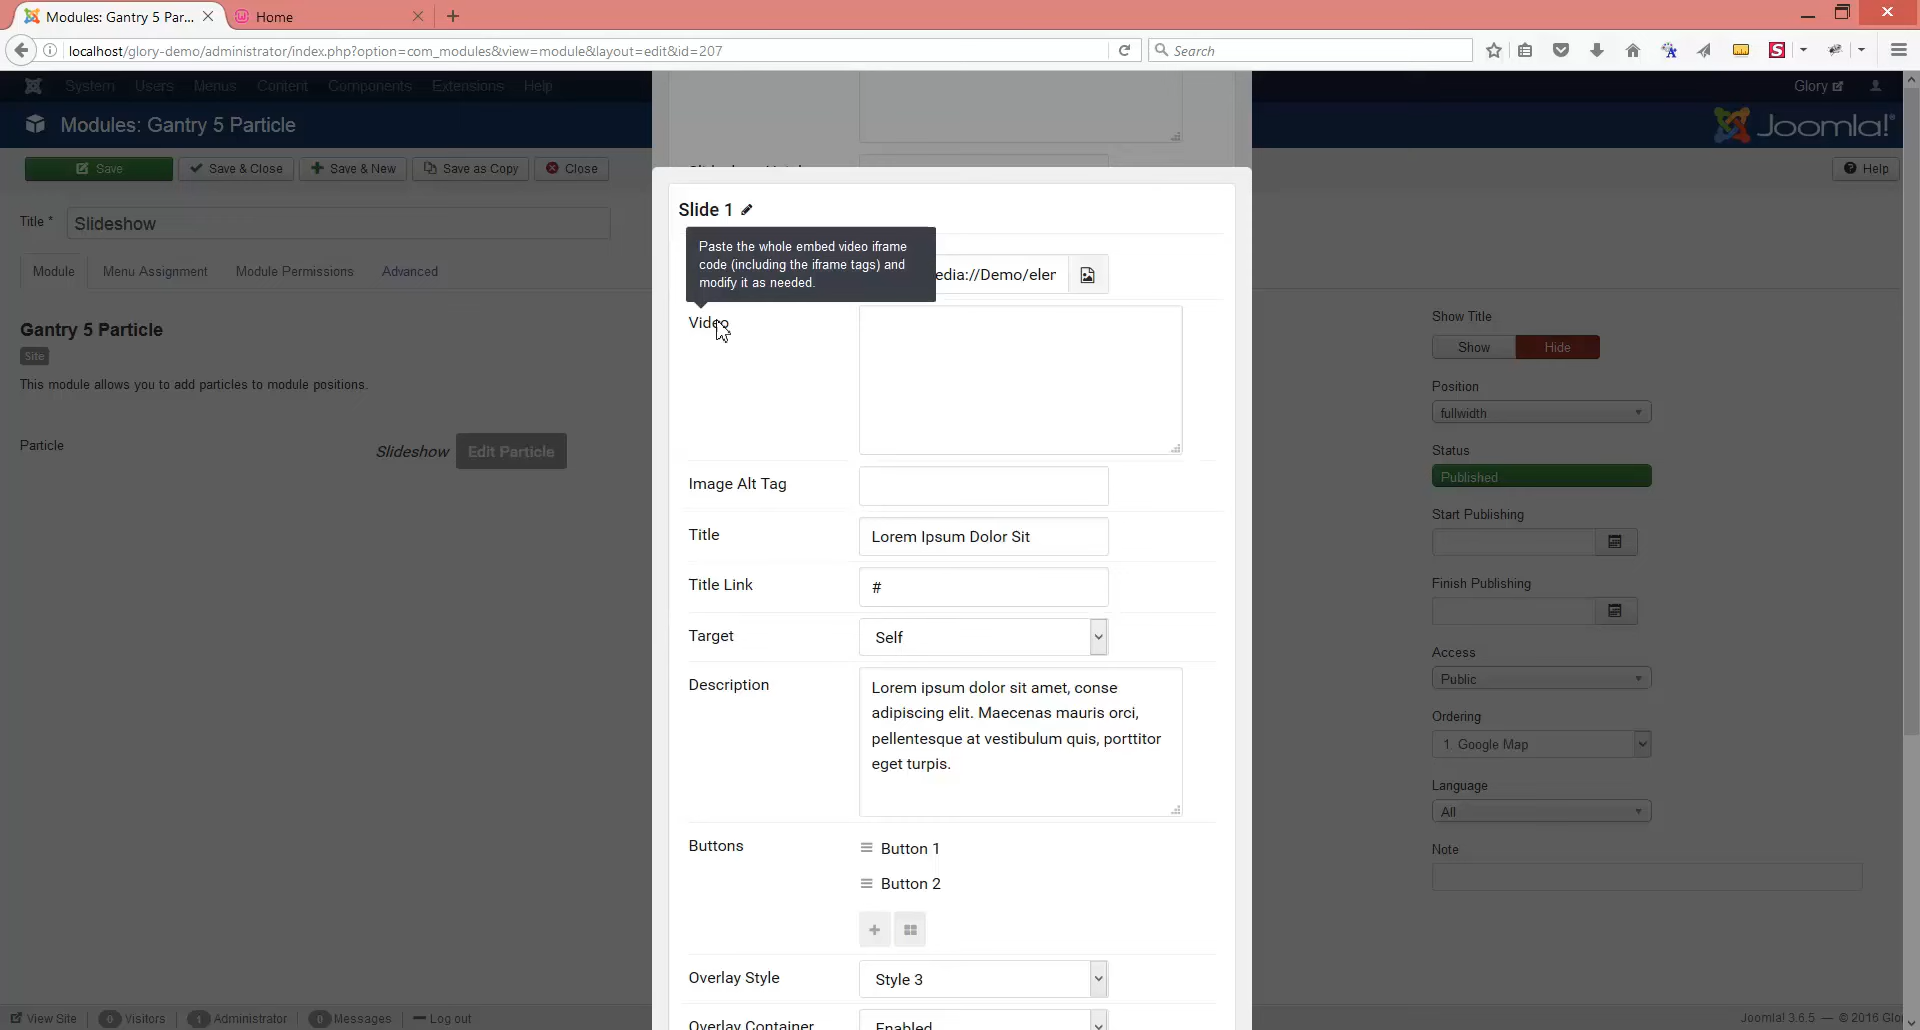 Modules: Gantry 5 Par...
Home
localhost/glory-demo/administrator/index.php?option=com_modules&view=module&layout=edit&id=207
Search
System Users Menus Content Components Extensions Help
Glory
Modules: Gantry 5 Particle
Joomla!
Save
Save & Close
Save & New
Save as Copy
Close
Help
Title *
Slideshow
Module
Menu Assignment
Module Permissions
Advanced
Gantry 5 Particle
Site
This module allows you to add particles to module positions.
Particle
Slideshow
Edit Particle
Slide 1
Paste the whole embed video iframe
code (including the iframe tags) and
modify it as needed.
edia://Demo/eler
Video
Image Alt Tag
Title
Lorem Ipsum Dolor Sit
Title Link
#
Target
Self
Description
Lorem ipsum dolor sit amet, conse
adipiscing elit. Maecenas mauris orci,
pellentesque at vestibulum quis, porttitor
eget turpis.
Buttons
Button 1
Button 2
Overlay Style
Style 3
Overlay Container
Enabled
Show Title
Show
Hide
Position
fullwidth
Status
Published
Start Publishing
Finish Publishing
Access
Public
Ordering
1. Google Map
Language
All
Note
View Site
0 Visitors
1 Administrator
0 Messages
Log out
Joomla! 3.6.5 — © 2016 Glo